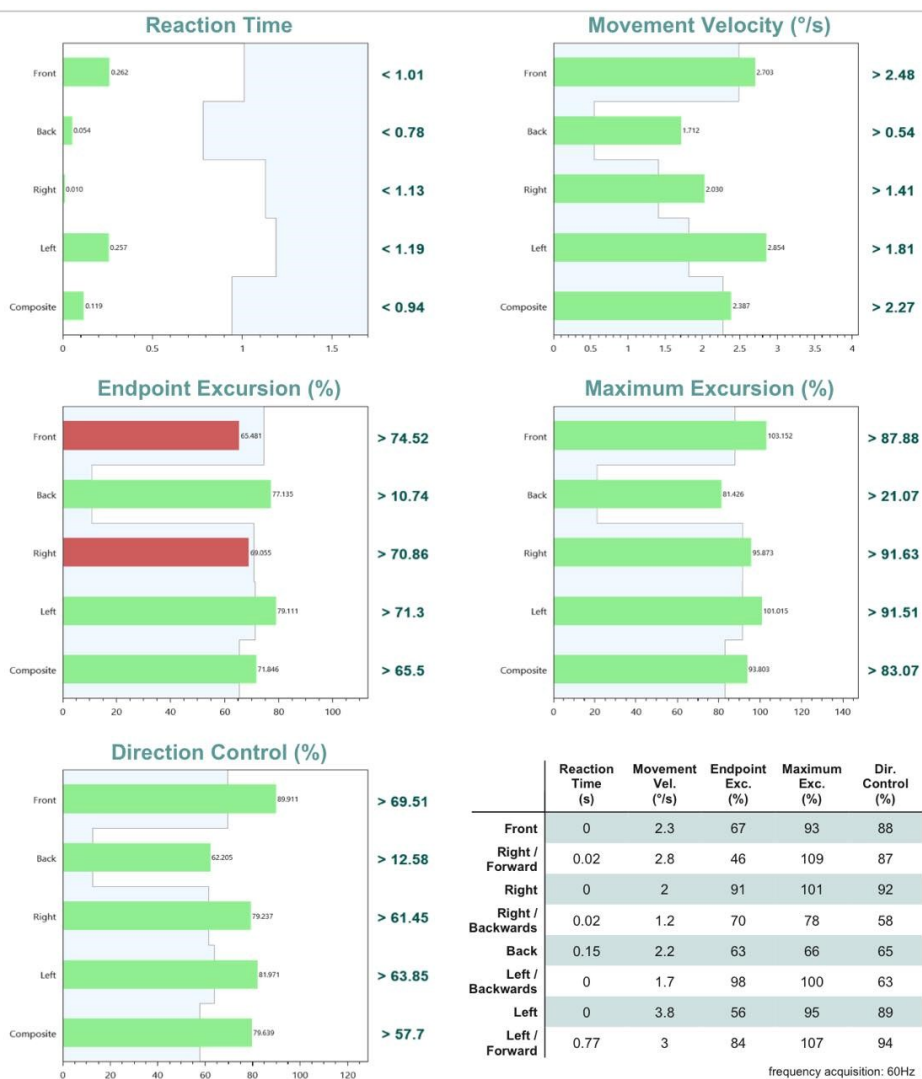 Reaction Time
Front 0.262 < 1.01
Back 0.054 < 0.78
Right 0.010 < 1.13
Left 0.257 < 1.19
Composite 0.119 < 0.94
0 0.5 1 1.5
Movement Velocity (°/s)
Front 2.703 > 2.48
Back 1.712 > 0.54
Right 2.030 > 1.41
Left 2.854 > 1.81
Composite 2.387 > 2.27
0 0.5 1 1.5 2 2.5 3 3.5 4
Endpoint Excursion (%)
Front 65.481 > 74.52
Back 77.135 > 10.74
Right 69.055 > 70.86
Left 79.111 > 71.3
Composite 71.846 > 65.5
0 20 40 60 80 100
Maximum Excursion (%)
Front 103.152 > 87.88
Back 81.426 > 21.07
Right 95.873 > 91.63
Left 101.015 > 91.51
Composite 93.803 > 83.07
0 20 40 60 80 100 120 140
Direction Control (%)
Front 89.911 > 69.51
Back 62.205 > 12.58
Right 79.237 > 61.45
Left 81.971 > 63.85
Composite 79.639 > 57.7
0 20 40 60 80 100 120
Reaction Movement Endpoint Maximum Dir.
Time Vel. Exc. Exc. Control
(s) (°/s) (%) (%) (%)
Front 0 2.3 67 93 88
Right /
Forward 0.02 2.8 46 109 87
Right 0 2 91 101 92
Right /
Backwards 0.02 1.2 70 78 58
Back 0.15 2.2 63 66 65
Left /
Backwards 0 1.7 98 100 63
Left 0 3.8 56 95 89
Left /
Forward 0.77 3 84 107 94
frequency acquisition: 60Hz